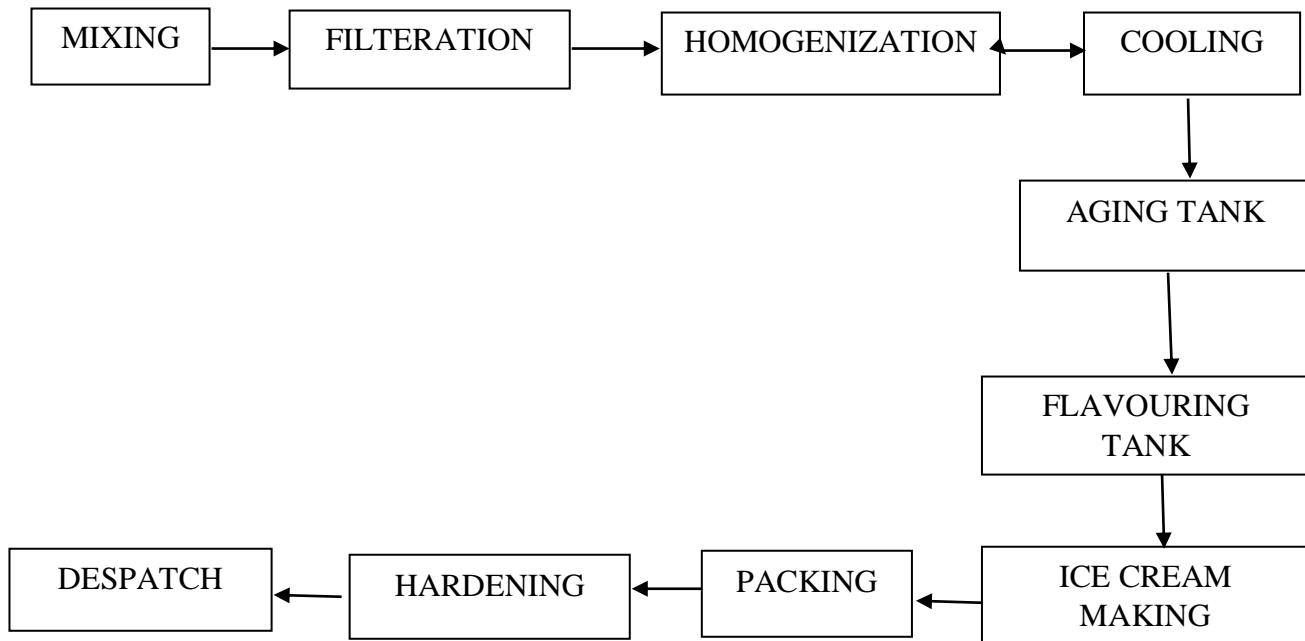 MIXING
FILTERATION
HOMOGENIZATION
COOLING
AGING TANK
FLAVOURING
TANK
ICE CREAM
MAKING
PACKING
HARDENING
DESPATCH